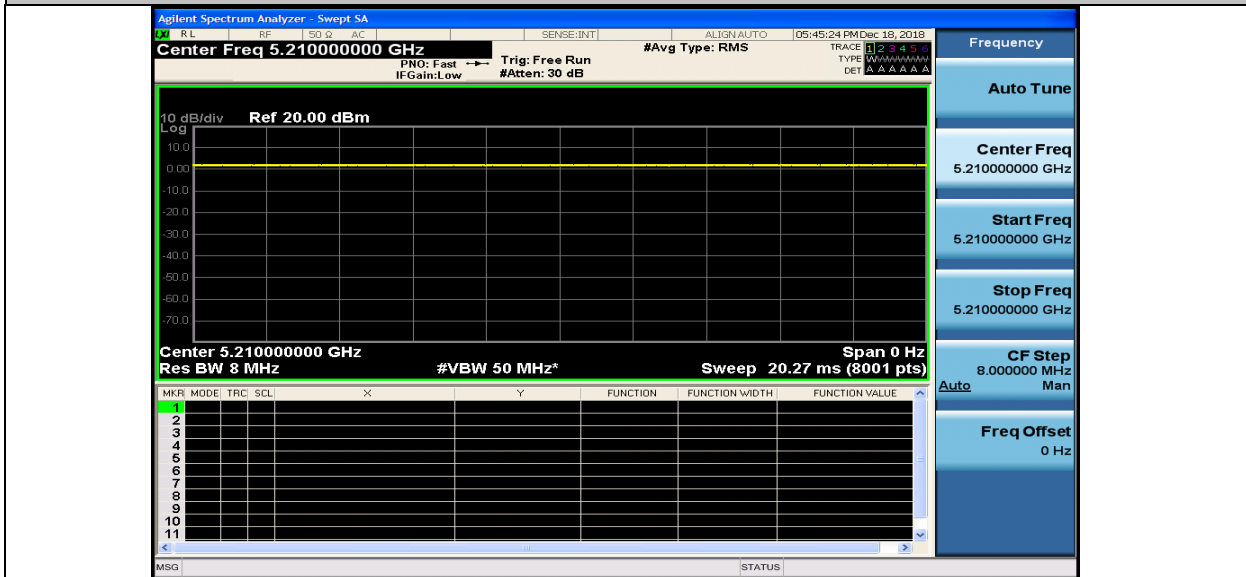 Agilent Spectrum Analyzer - Swept SA
LXI RL RF 50 Ω AC SENSE:INT ALIGN AUTO 05:45:24 PM Dec 18, 2018
Center Freq 5.210000000 GHz
PNO: Fast
IFGain:Low
Trig: Free Run
#Atten: 30 dB
#Avg Type: RMS
TRACE 1 2 3 4 5 6
TYPE WWWWWW
DET A A A A A A
10 dB/div
Log
Ref 20.00 dBm
10.0
0.00
-10.0
-20.0
-30.0
-40.0
-50.0
-60.0
-70.0
Center 5.210000000 GHz Span 0 Hz
Res BW 8 MHz #VBW 50 MHz* Sweep 20.27 ms (8001 pts)
MKR MODE TRC SCL X Y FUNCTION FUNCTION WIDTH FUNCTION VALUE
1
2
3
4
5
6
7
8
9
10
11
MSG STATUS
Frequency
Auto Tune
Center Freq
5.210000000 GHz
Start Freq
5.210000000 GHz
Stop Freq
5.210000000 GHz
CF Step
8.000000 MHz
Auto Man
Freq Offset
0 Hz